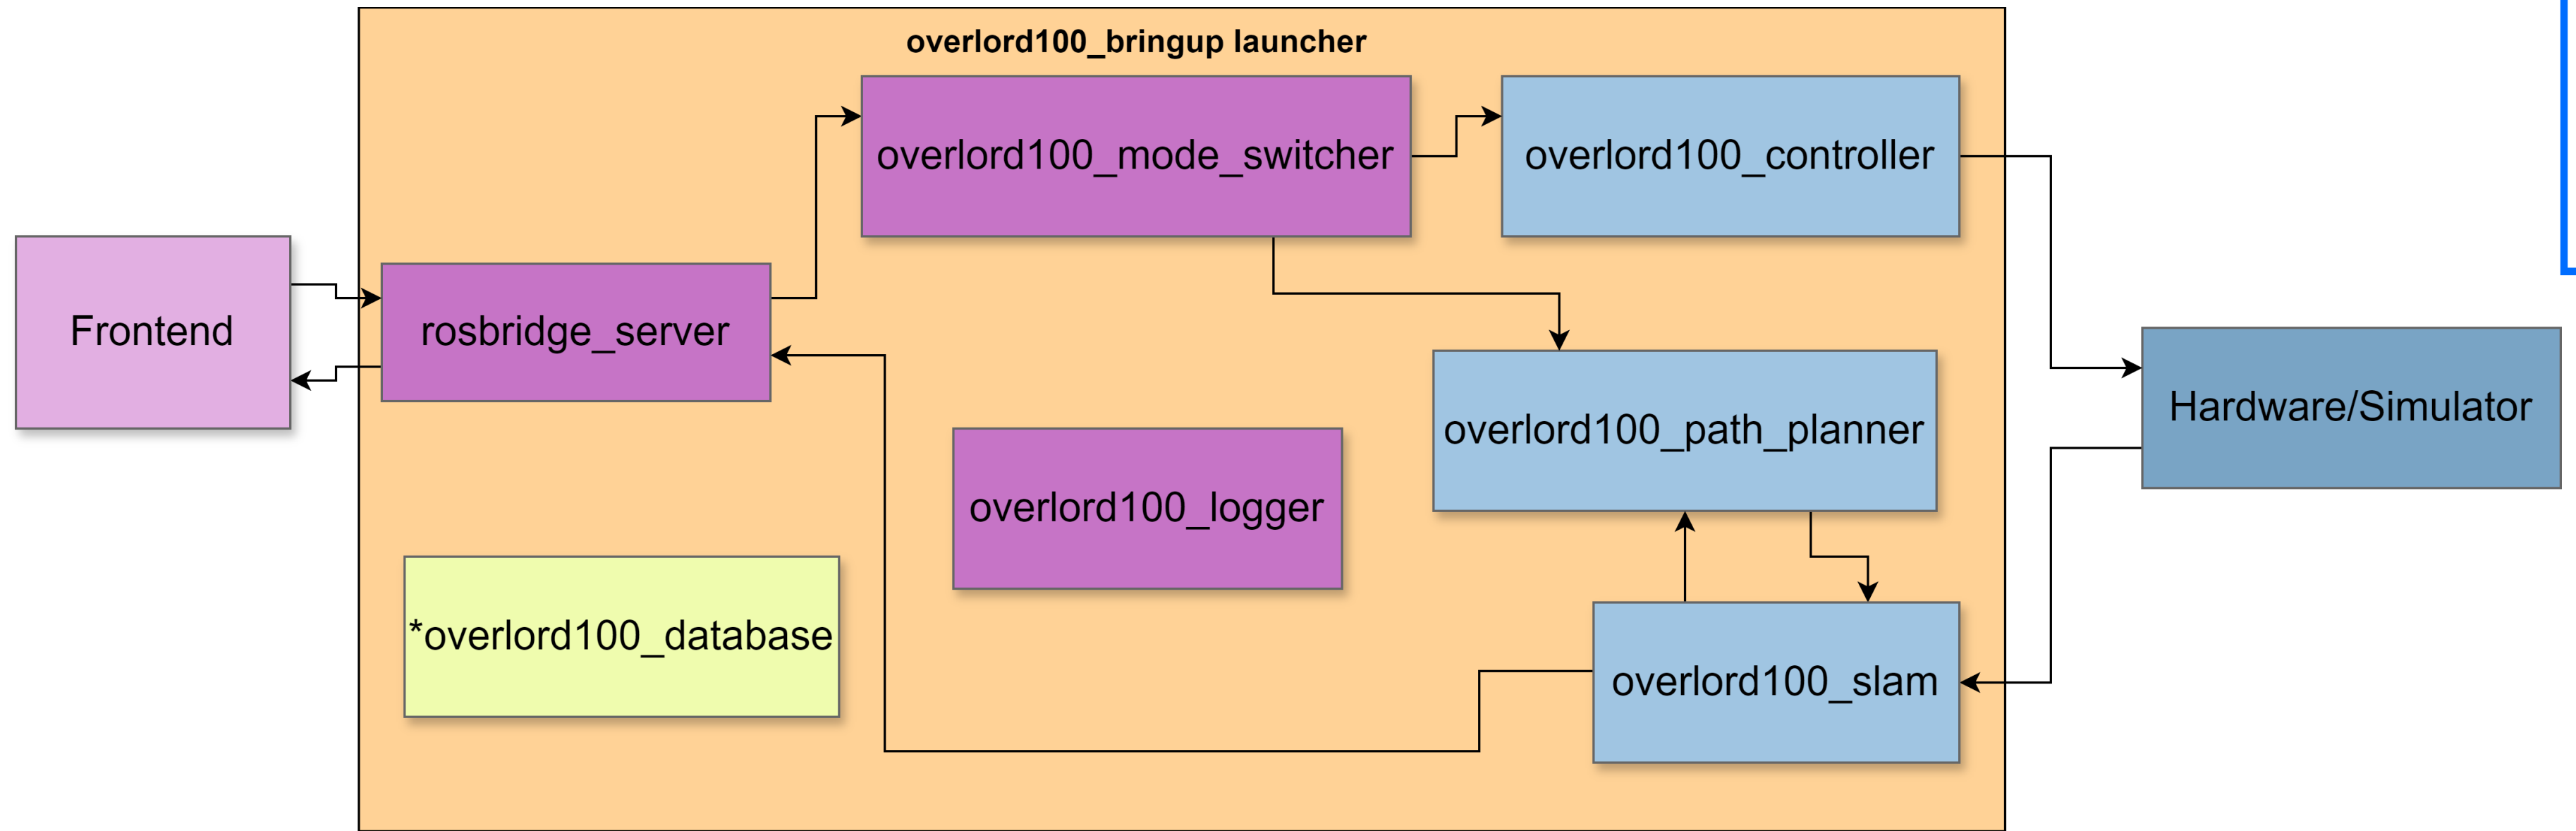 overlord100_bringup launcher
overlord100_mode_switcher
overlord100_controller
Frontend
rosbridge_server
Hardware/Simulator
overlord100_path_planner
overlord100_logger
*overlord100_database
overlord100_slam